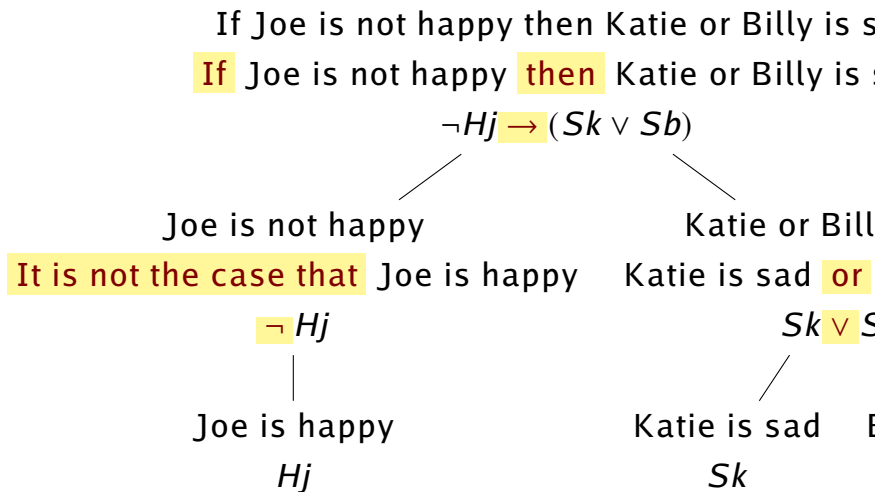 If Joe is not happy then Katie or Billy is
If Joe is not happy then Katie or Billy is
¬Hj → (Sk ∨ Sb)
Joe is not happy Katie or
It is not the case that Joe is happy Katie is sad or
¬ Hj Sk ∨
Joe is happy Katie is sad
Hj Sk